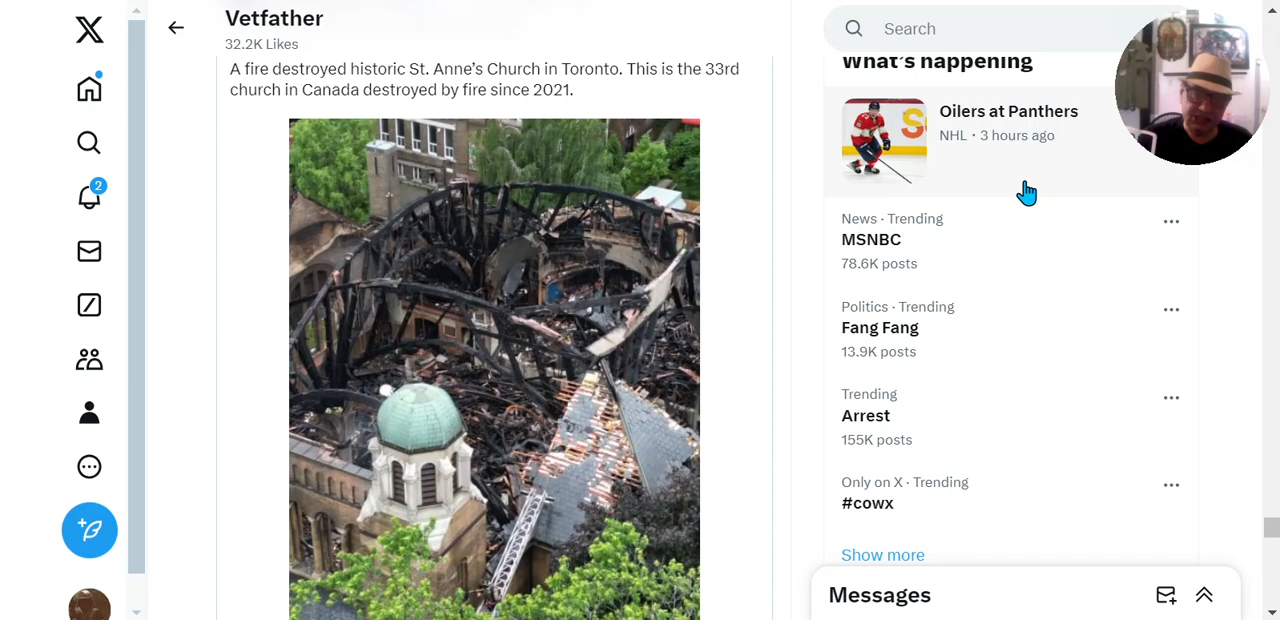 Vetfather
32.2K Likes
A fire destroyed historic St. Anne's Church in Toronto. This is the 33rd
church in Canada destroyed by fire since 2021.
2
Search
What's happening
Oilers at Panthers
NHL · 3 hours ago
News · Trending
MSNBC
78.6K posts
Politics · Trending
Fang Fang
13.9K posts
Trending
Arrest
155K posts
Only on X · Trending
#cowx
Show more
Messages